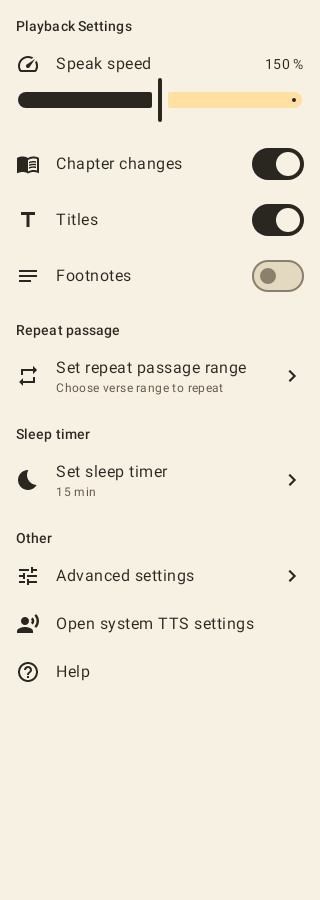 Playback Settings
Speak speed
150 %
Chapter changes
Titles
Footnotes
Repeat passage
Set repeat passage range
Choose verse range to repeat
Sleep timer
Set sleep timer
15 min
Other
Advanced settings
Open system TTS settings
Help